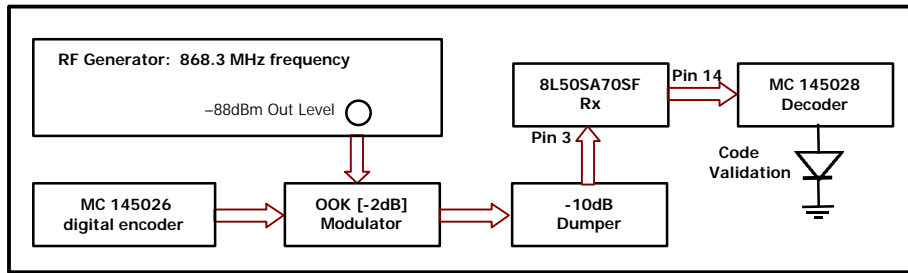 RF Generator: 868.3 MHz frequency
–88dBm Out Level
8L50SA70SF
Rx
Pin 14
MC 145028
Decoder
Pin 3
Code
Validation
MC 145026
digital encoder
OOK [-2dB]
Modulator
-10dB
Dumper